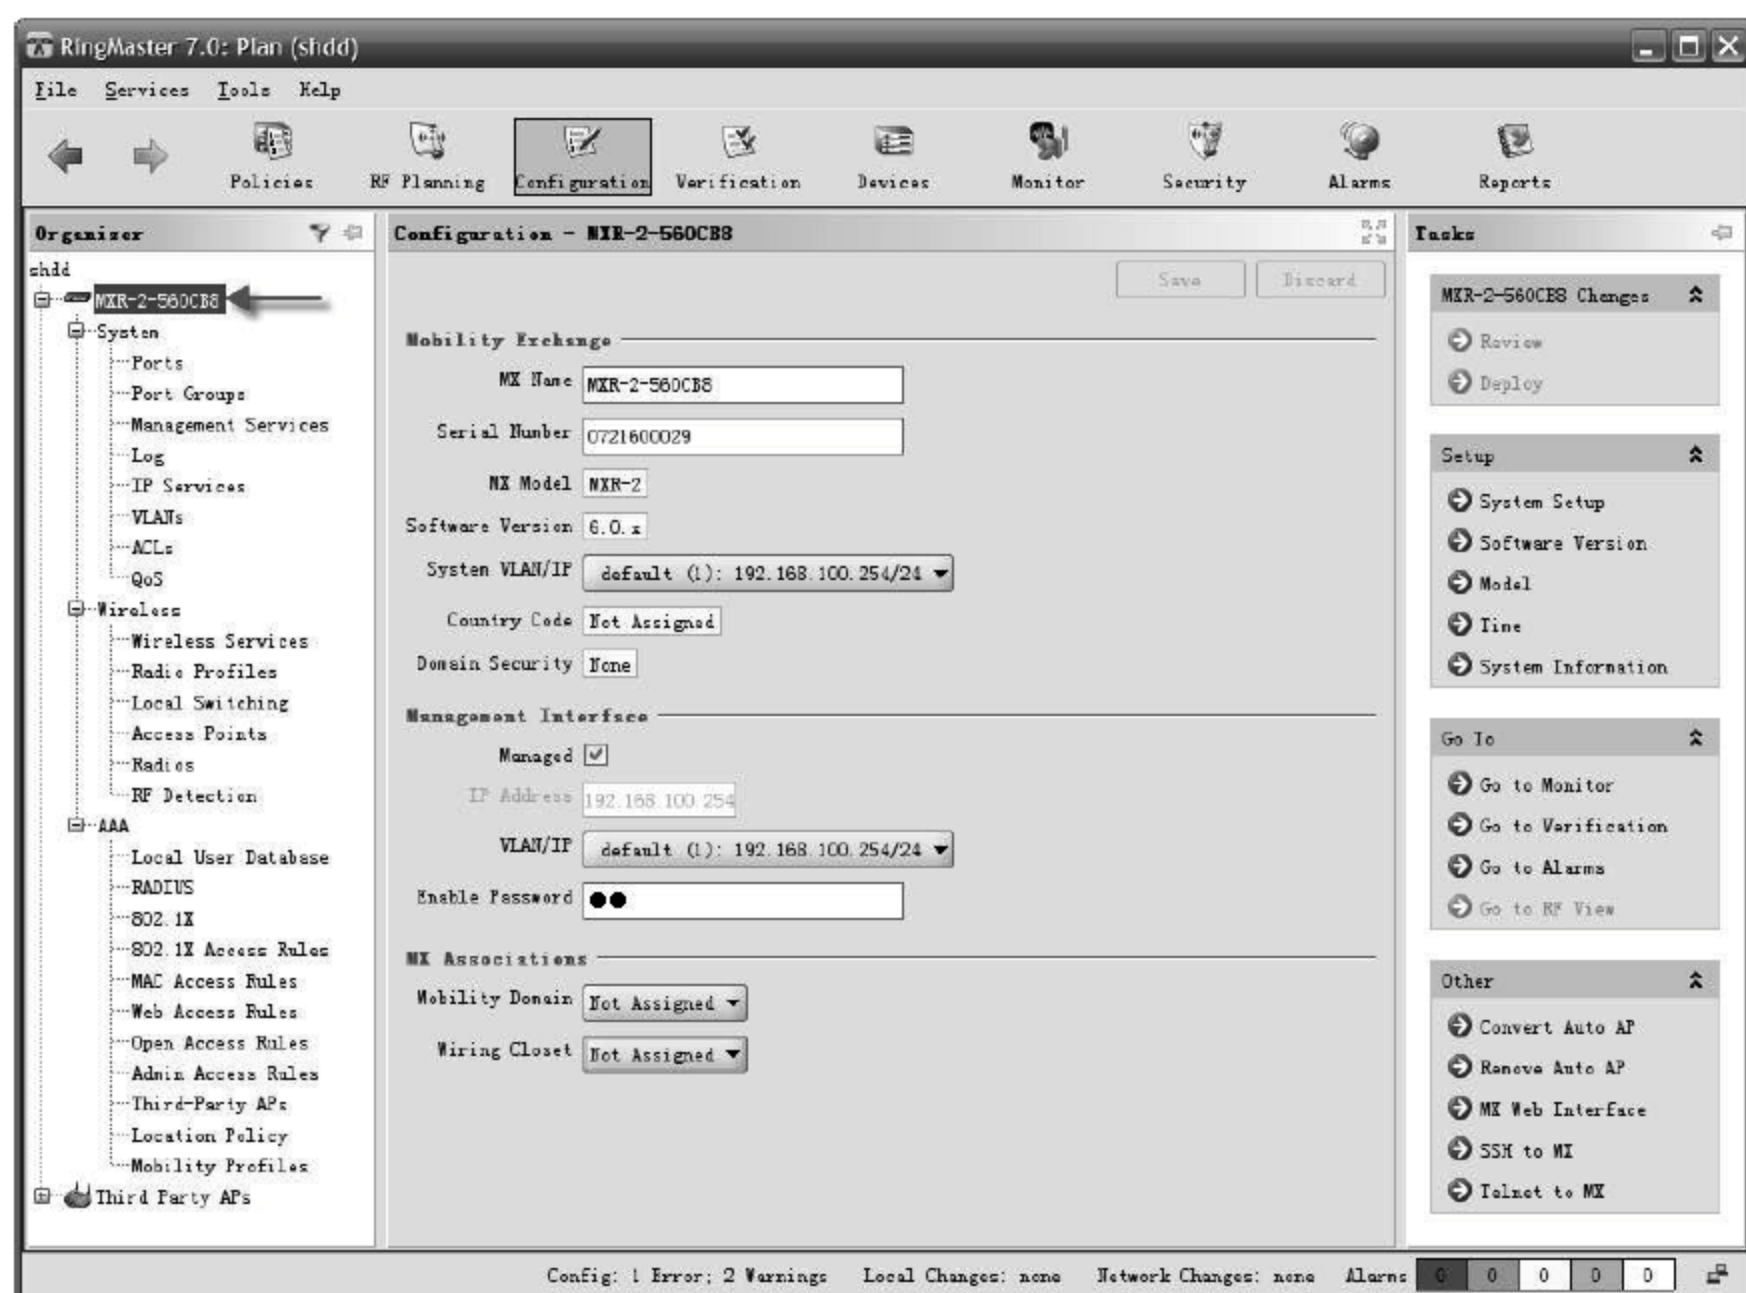 RingMaster 7.0: Plan (shdd)
File Services Tools Help
Policies RF Planning Configuration Verification Devices Monitor Security Alarms Reports
Organizer
shdd
MXR-2-560CB8
System
Ports
Port Groups
Management Services
Log
IP Services
VLANs
ACLs
QoS
Wireless
Wireless Services
Radio Profiles
Local Switching
Access Points
Radios
RF Detection
AAA
Local User Database
RADIUS
802.1X
802.1X Access Rules
MAC Access Rules
Web Access Rules
Open Access Rules
Admin Access Rules
Third-Party APs
Location Policy
Mobility Profiles
Third Party APs
Configuration - MXR-2-560CB8
Save Discard
Mobility Exchange
MX Name MXR-2-560CB8
Serial Number 0721600029
MX Model MXR-2
Software Version 6.0.x
System VLAN/IP default (1): 192.168.100.254/24
Country Code Not Assigned
Domain Security None
Management Interface
Managed
IP Address 192.168.100.254
VLAN/IP default (1): 192.168.100.254/24
Enable Password ●●
MX Associations
Mobility Domain Not Assigned
Wiring Closet Not Assigned
Tasks
MXR-2-560CB8 Changes
Review
Deploy
Setup
System Setup
Software Version
Model
Time
System Information
Go To
Go to Monitor
Go to Verification
Go to Alarms
Go to RF View
Other
Convert Auto AP
Remove Auto AP
MX Web Interface
SSH to MX
Telnet to MX
Config: 1 Error; 2 Warnings Local Changes: none Network Changes: none Alarms 0 0 0 0 0